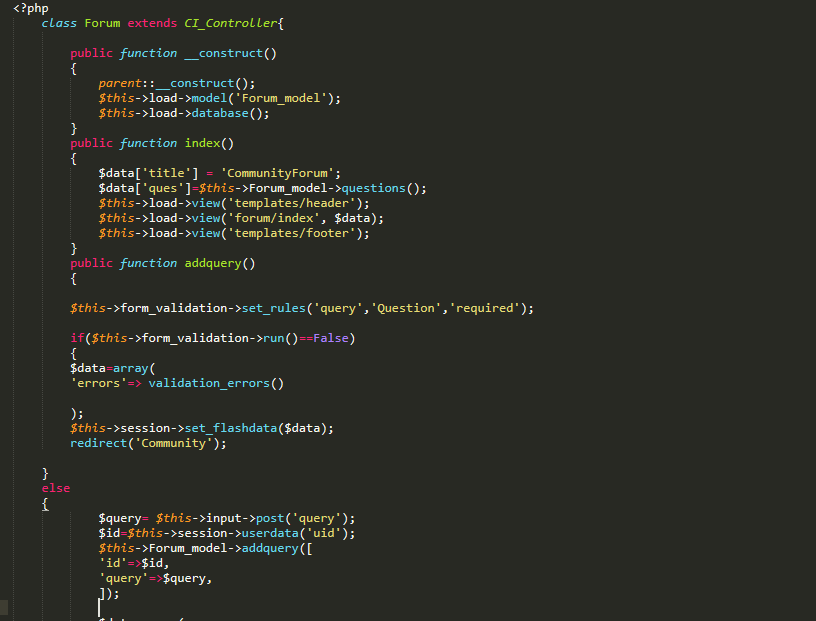 <?php
class Forum extends CI_Controller{
public function __construct()
{
parent::__construct();
$this->load->model('Forum_model');
$this->load->database();
}
public function index()
{
$data['title'] = 'CommunityForum';
$data['ques']=$this->Forum_model->questions();
$this->load->view('templates/header');
$this->load->view('forum/index', $data);
$this->load->view('templates/footer');
}
public function addquery()
{
$this->form_validation->set_rules('query','Question','required');
if($this->form_validation->run()==False)
{
$data=array(
'errors'=> validation_errors()
);
$this->session->set_flashdata($data);
redirect('Community');
}
else
{
$query= $this->input->post('query');
$id=$this->session->userdata('uid');
$this->Forum_model->addquery([
'id'=>$id,
'query'=>$query,
]);